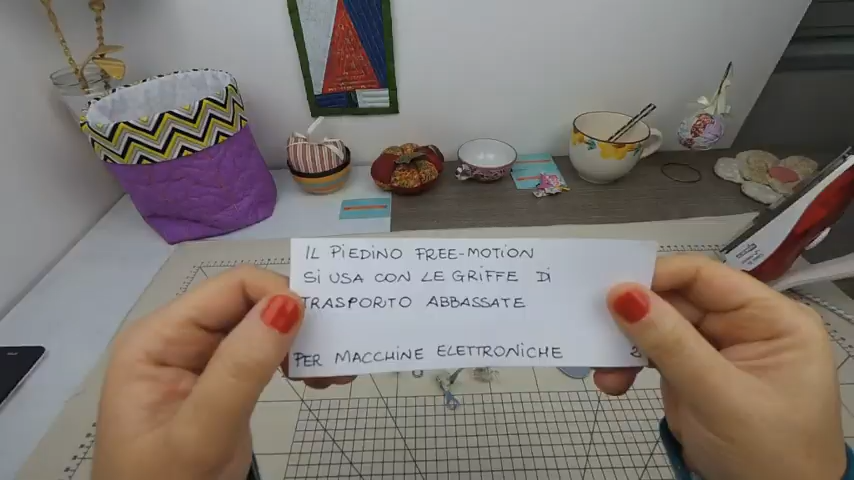 IL PIEDINO FREE-MOTION
SI USA CON LE GRIFFE DI
TRASPORTO ABBASSATE
PER MACCHINE ELETTRONICHE